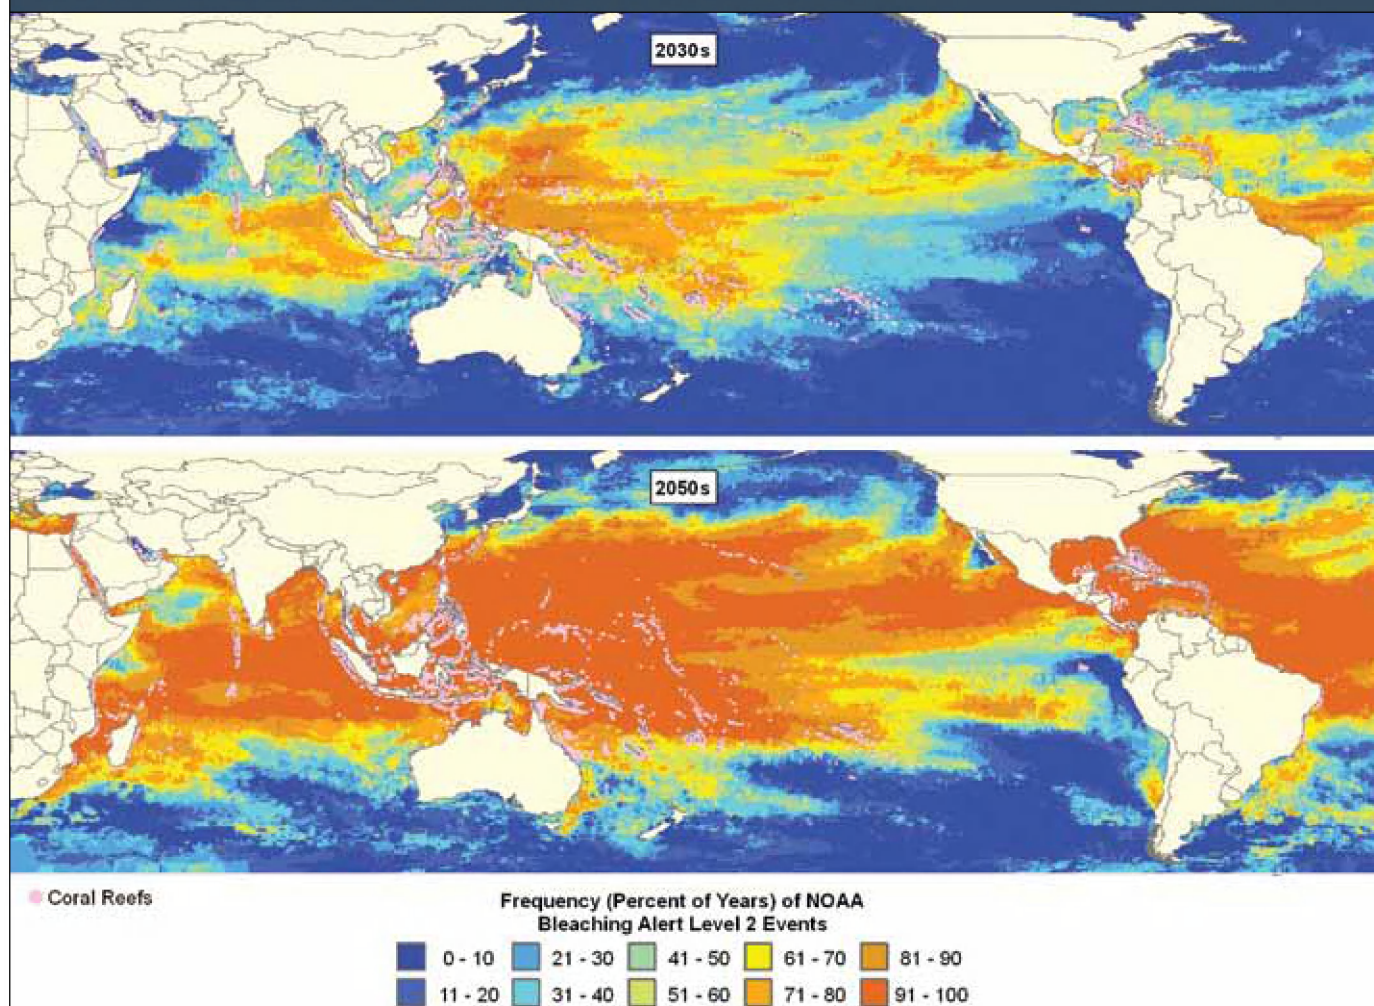 2030s
2050s
Coral Reefs
Frequency (Percent of Years) of NOAA
Bleaching Alert Level 2 Events
0 - 10
21 - 30
41 - 50
61 - 70
81 - 90
11 - 20
31 - 40
51 - 60
71 - 80
91 - 100